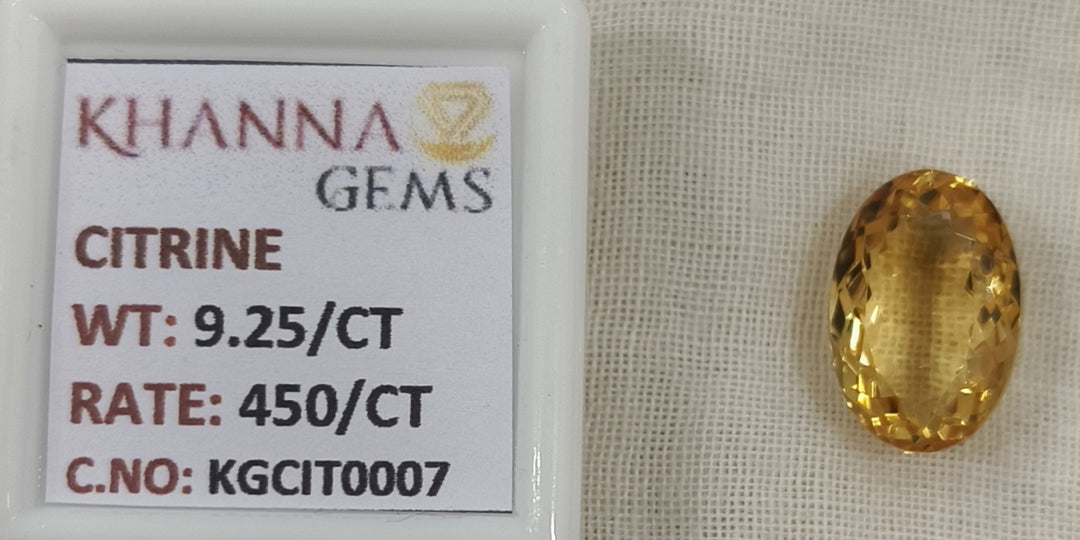 KHANNA
GEMS
CITRINE
WT: 9.25/CT
RATE: 450/CT
C.NO: KGCIT0007